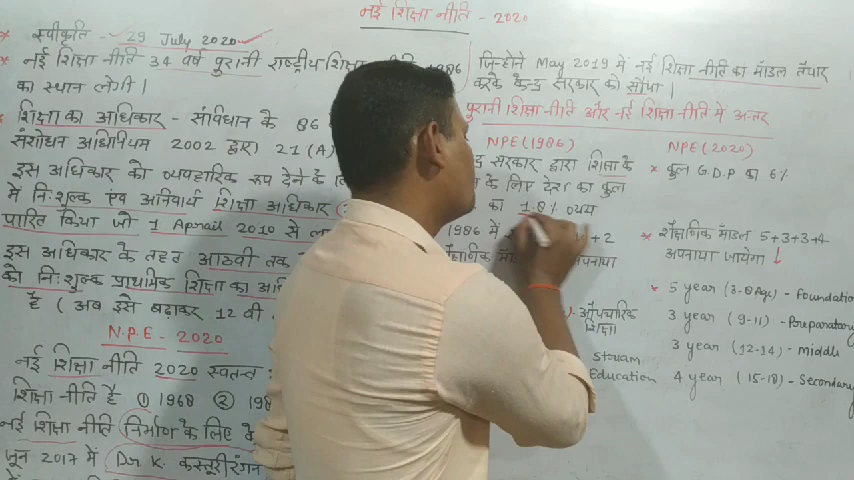 नई शिक्षा नीति - 2020
* स्वीकृति - 29 July 2020
* नई शिक्षा नीति 34 वर्ष पुरानी राष्ट्रीय शिक्षा 1986
का स्थान लेगी।
* शिक्षा का अधिकार - संविधान के 86
संशोधन अधिनियम 2002 द्वारा 21 (A)
इस अधिकार को व्यवहारिक रूप देने के
में निःशुल्क एंव अनिवार्य शिक्षा अधिकार
पारित किया जो 1 Apnail 2010 से
इस अधिकार के तहत आठवी तक
को निःशुल्क प्राथमिक शिक्षा का
है ( अब इसे बढ़ाकर 12 वी
N.P.E - 2020
नई शिक्षा नीति 2020 स्वतन्त्र
शिक्षा नीति है ① 1968 ②
नई शिक्षा नीति निर्माण के लिए
जून 2017 में Dr. K. कस्तूरीरंगन
जिन्होने May 2019 में नई शिक्षा नीति का मॉडल तैयार
करके केन्द्र सरकार को सौंपा।
पुरानी शिक्षा नीति और नई शिक्षा नीति में अन्तर
NPE (1986)
सरकार द्वारा शिक्षा के
के लिए देश का कुल
का 1.8% व्यय
1986 में + 2
औपचारिक
शिक्षा
Stream
Education
NPE (2020)
* कुल G.D.P का 6%
* शैक्षणिक मॉडल 5+3+3+4
अपनाया जायेगा ↓
* 5 year (3-8 Age) - Foundation
3 year (9-11) - Preparatory
3 year (12-14) - middle
4 year (15-18) - Secondary